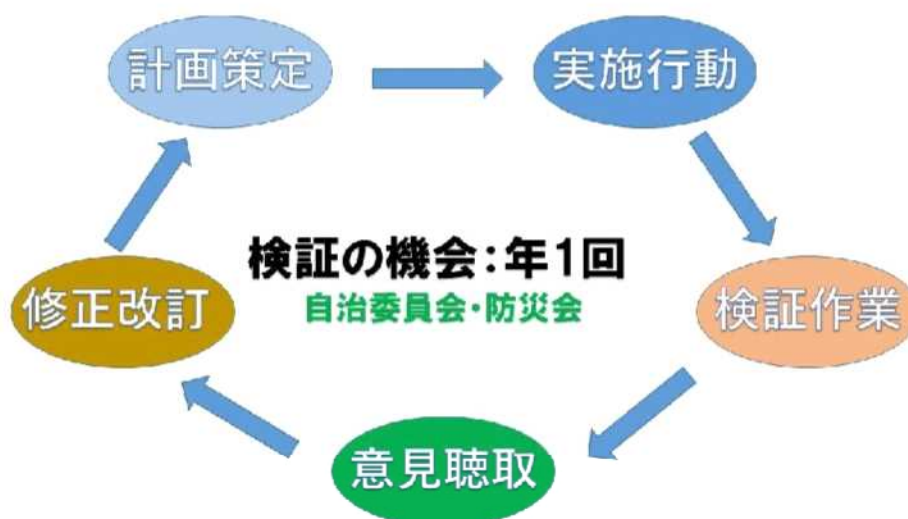 計画策定
実施行動
検証の機会：年1回
自治委員会・防災会
修正改訂
検証作業
意見聴取